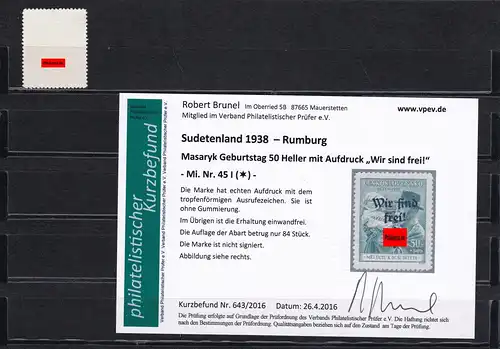 Robert Brunel Im Oberried 5B 87665 Mauerstetten www.vpev.de
Mitglied im Verband Philatelistischer Prüfer e.V.
philatelistischer
Kurzbefund
Verband Philatelistischer Prüfer e.V.
Sudetenland 1938 – Rumburg
Masaryk Geburtstag 50 Heller mit Aufdruck „Wir sind frei!“
- Mi. Nr. 45 I (✶) -
Die Marke hat echten Aufdruck mit dem
tropfenförmigen Ausrufezeichen. Sie ist
ohne Gummierung.
Im Übrigen ist die Erhaltung einwandfrei.
Die Auflage der Abart betrug nur 84 Stück.
Die Marke ist nicht signiert.
Abbildung siehe rechts.
Wir sind
frei!
50
Kurzbefund Nr. 643/2016 Datum: 26.4.2016
Die Prüfung erfolgte auf Grundlage der Prüfordnung des Verbands Philatelistischer Prüfer e.V. Die Haftung richtet sich
nach den Bestimmungen der Prüfordnung. Qualitätsangaben beziehen sich auf den Zustand am Tage der Prüfung.